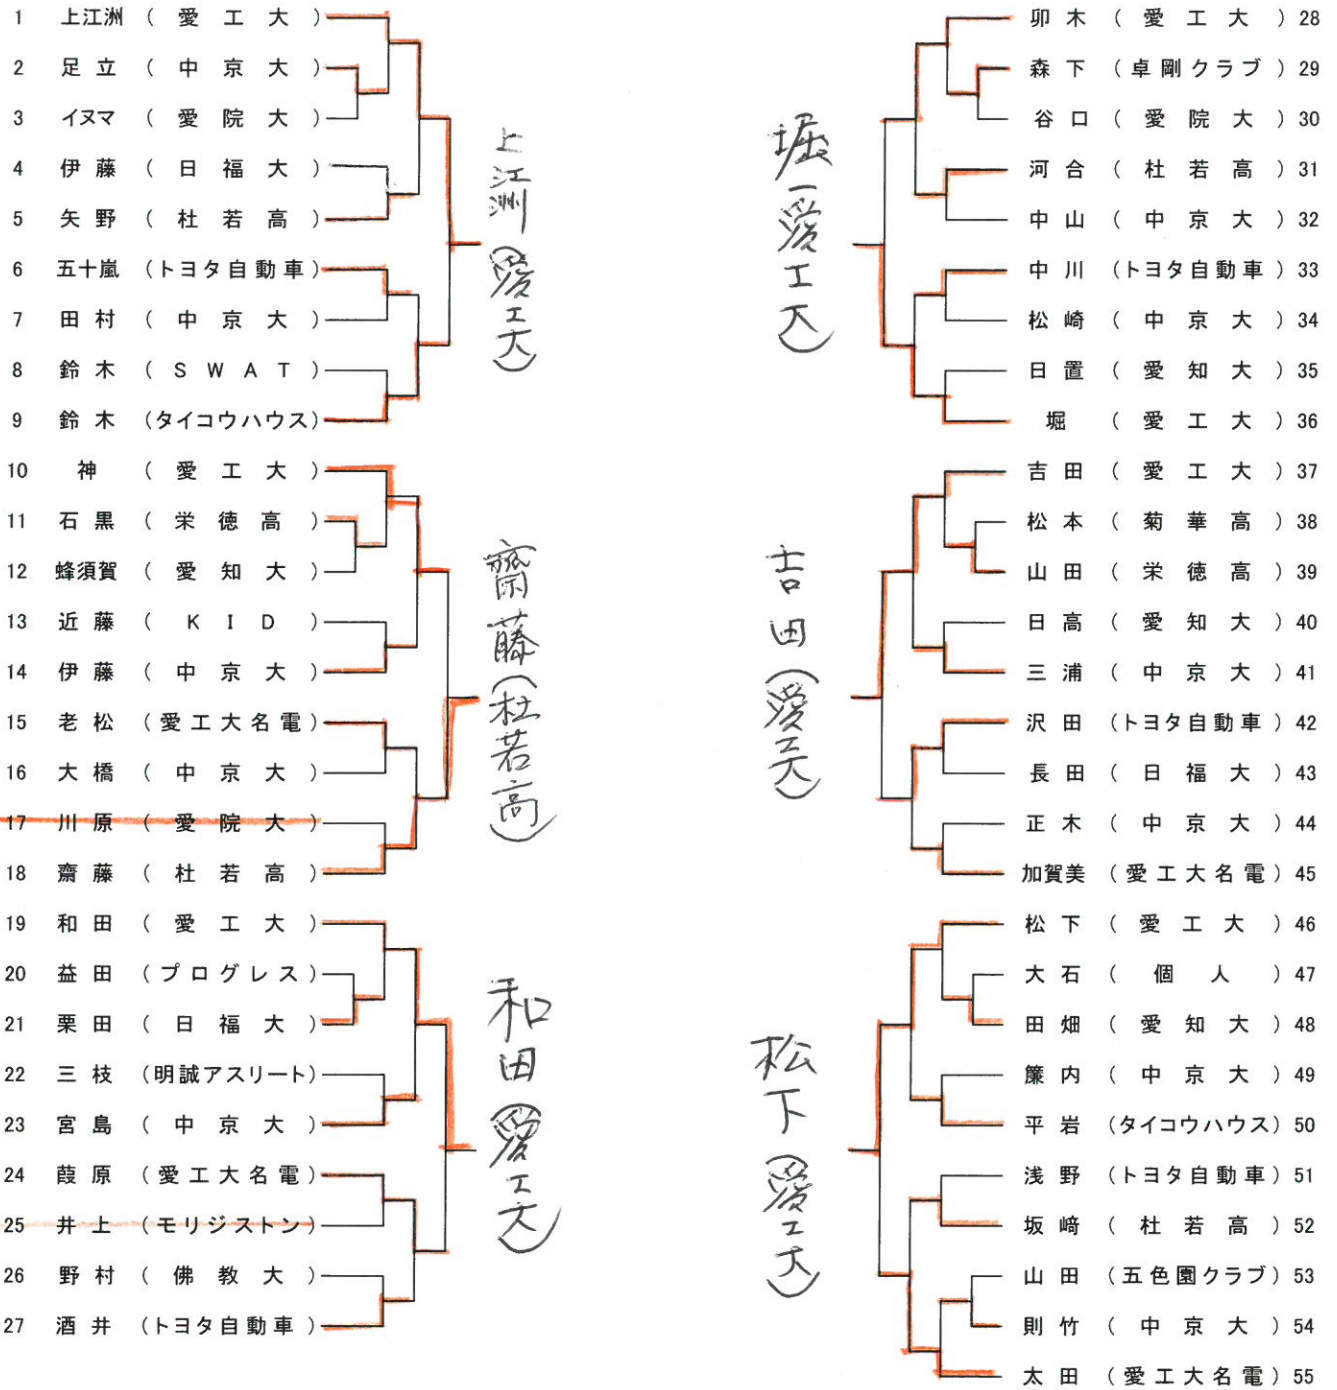 1 上江洲 ( 愛 工 大 )
2 足 立 ( 中 京 大 )
3 イヌマ ( 愛 院 大 )
4 伊 藤 ( 日 福 大 )
5 矢 野 ( 杜 若 高 )
6 五十嵐 (トヨタ自動車)
7 田 村 ( 中 京 大 )
8 鈴 木 ( S W A T )
9 鈴 木 (タイコウハウス)
上江洲(愛工大)
10 神 ( 愛 工 大 )
11 石 黒 ( 栄 徳 高 )
12 蜂須賀 ( 愛 知 大 )
13 近 藤 ( K I D )
14 伊 藤 ( 中 京 大 )
15 老 松 (愛工大名電)
16 大 橋 ( 中 京 大 )
17 川 原 ( 愛 院 大 )
18 齋 藤 ( 杜 若 高 )
齋藤(杜若高)
19 和 田 ( 愛 工 大 )
20 益 田 (プログレス)
21 栗 田 ( 日 福 大 )
22 三 枝 (明誠アスリート)
23 宮 島 ( 中 京 大 )
24 葭 原 (愛工大名電)
25 井 上 (モリジストン)
26 野 村 ( 佛 教 大 )
27 酒 井 (トヨタ自動車)
和田(愛工大)
卯 木 ( 愛 工 大 ) 28
森 下 (卓剛クラブ) 29
谷 口 ( 愛 院 大 ) 30
河 合 ( 杜 若 高 ) 31
中 山 ( 中 京 大 ) 32
中 川 (トヨタ自動車) 33
松 崎 ( 中 京 大 ) 34
日 置 ( 愛 知 大 ) 35
堀 ( 愛 工 大 ) 36
堀(愛工大)
吉 田 ( 愛 工 大 ) 37
松 本 ( 菊 華 高 ) 38
山 田 ( 栄 徳 高 ) 39
日 高 ( 愛 知 大 ) 40
三 浦 ( 中 京 大 ) 41
沢 田 (トヨタ自動車) 42
長 田 ( 日 福 大 ) 43
正 木 ( 中 京 大 ) 44
加賀美 (愛工大名電) 45
吉田(愛工大)
松 下 ( 愛 工 大 ) 46
大 石 ( 個 人 ) 47
田 畑 ( 愛 知 大 ) 48
簾 内 ( 中 京 大 ) 49
平 岩 (タイコウハウス) 50
浅 野 (トヨタ自動車) 51
坂 﨑 ( 杜 若 高 ) 52
山 田 (五色園クラブ) 53
則 竹 ( 中 京 大 ) 54
太 田 (愛工大名電) 55
松下(愛工大)